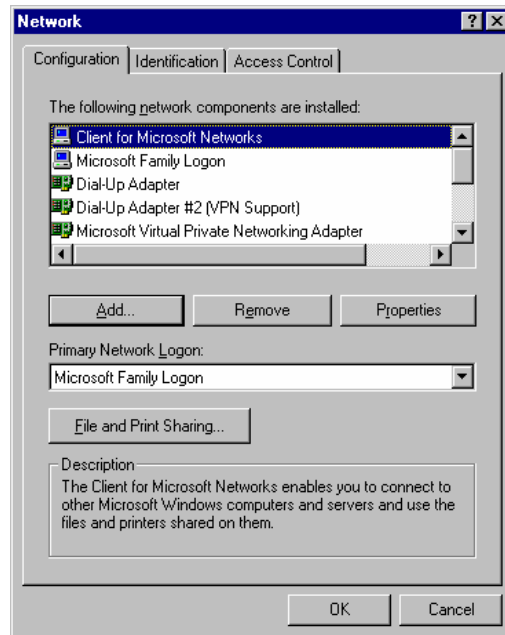 Network
Configuration Identification Access Control
The following network components are installed:
Client for Microsoft Networks
Microsoft Family Logon
Dial-Up Adapter
Dial-Up Adapter #2 (VPN Support)
Microsoft Virtual Private Networking Adapter
Add... Remove Properties
Primary Network Logon:
Microsoft Family Logon
File and Print Sharing...
Description
The Client for Microsoft Networks enables you to connect to
other Microsoft Windows computers and servers and use the
files and printers shared on them.
OK Cancel